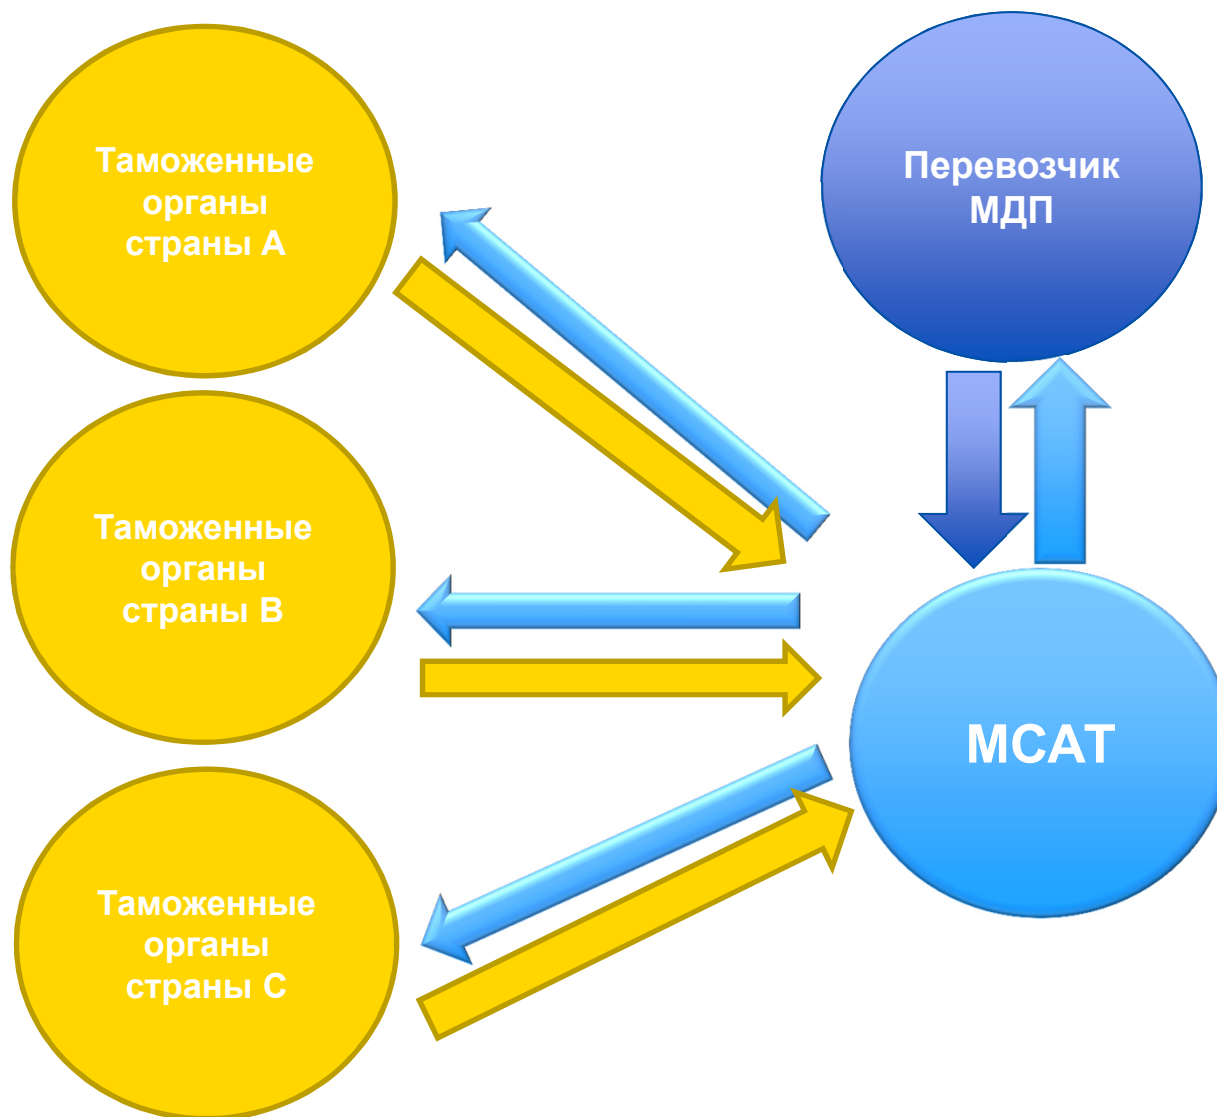 Таможенные
органы
страны А
Перевозчик
МДП
Таможенные
органы
страны В
МСАТ
Таможенные
органы
страны С